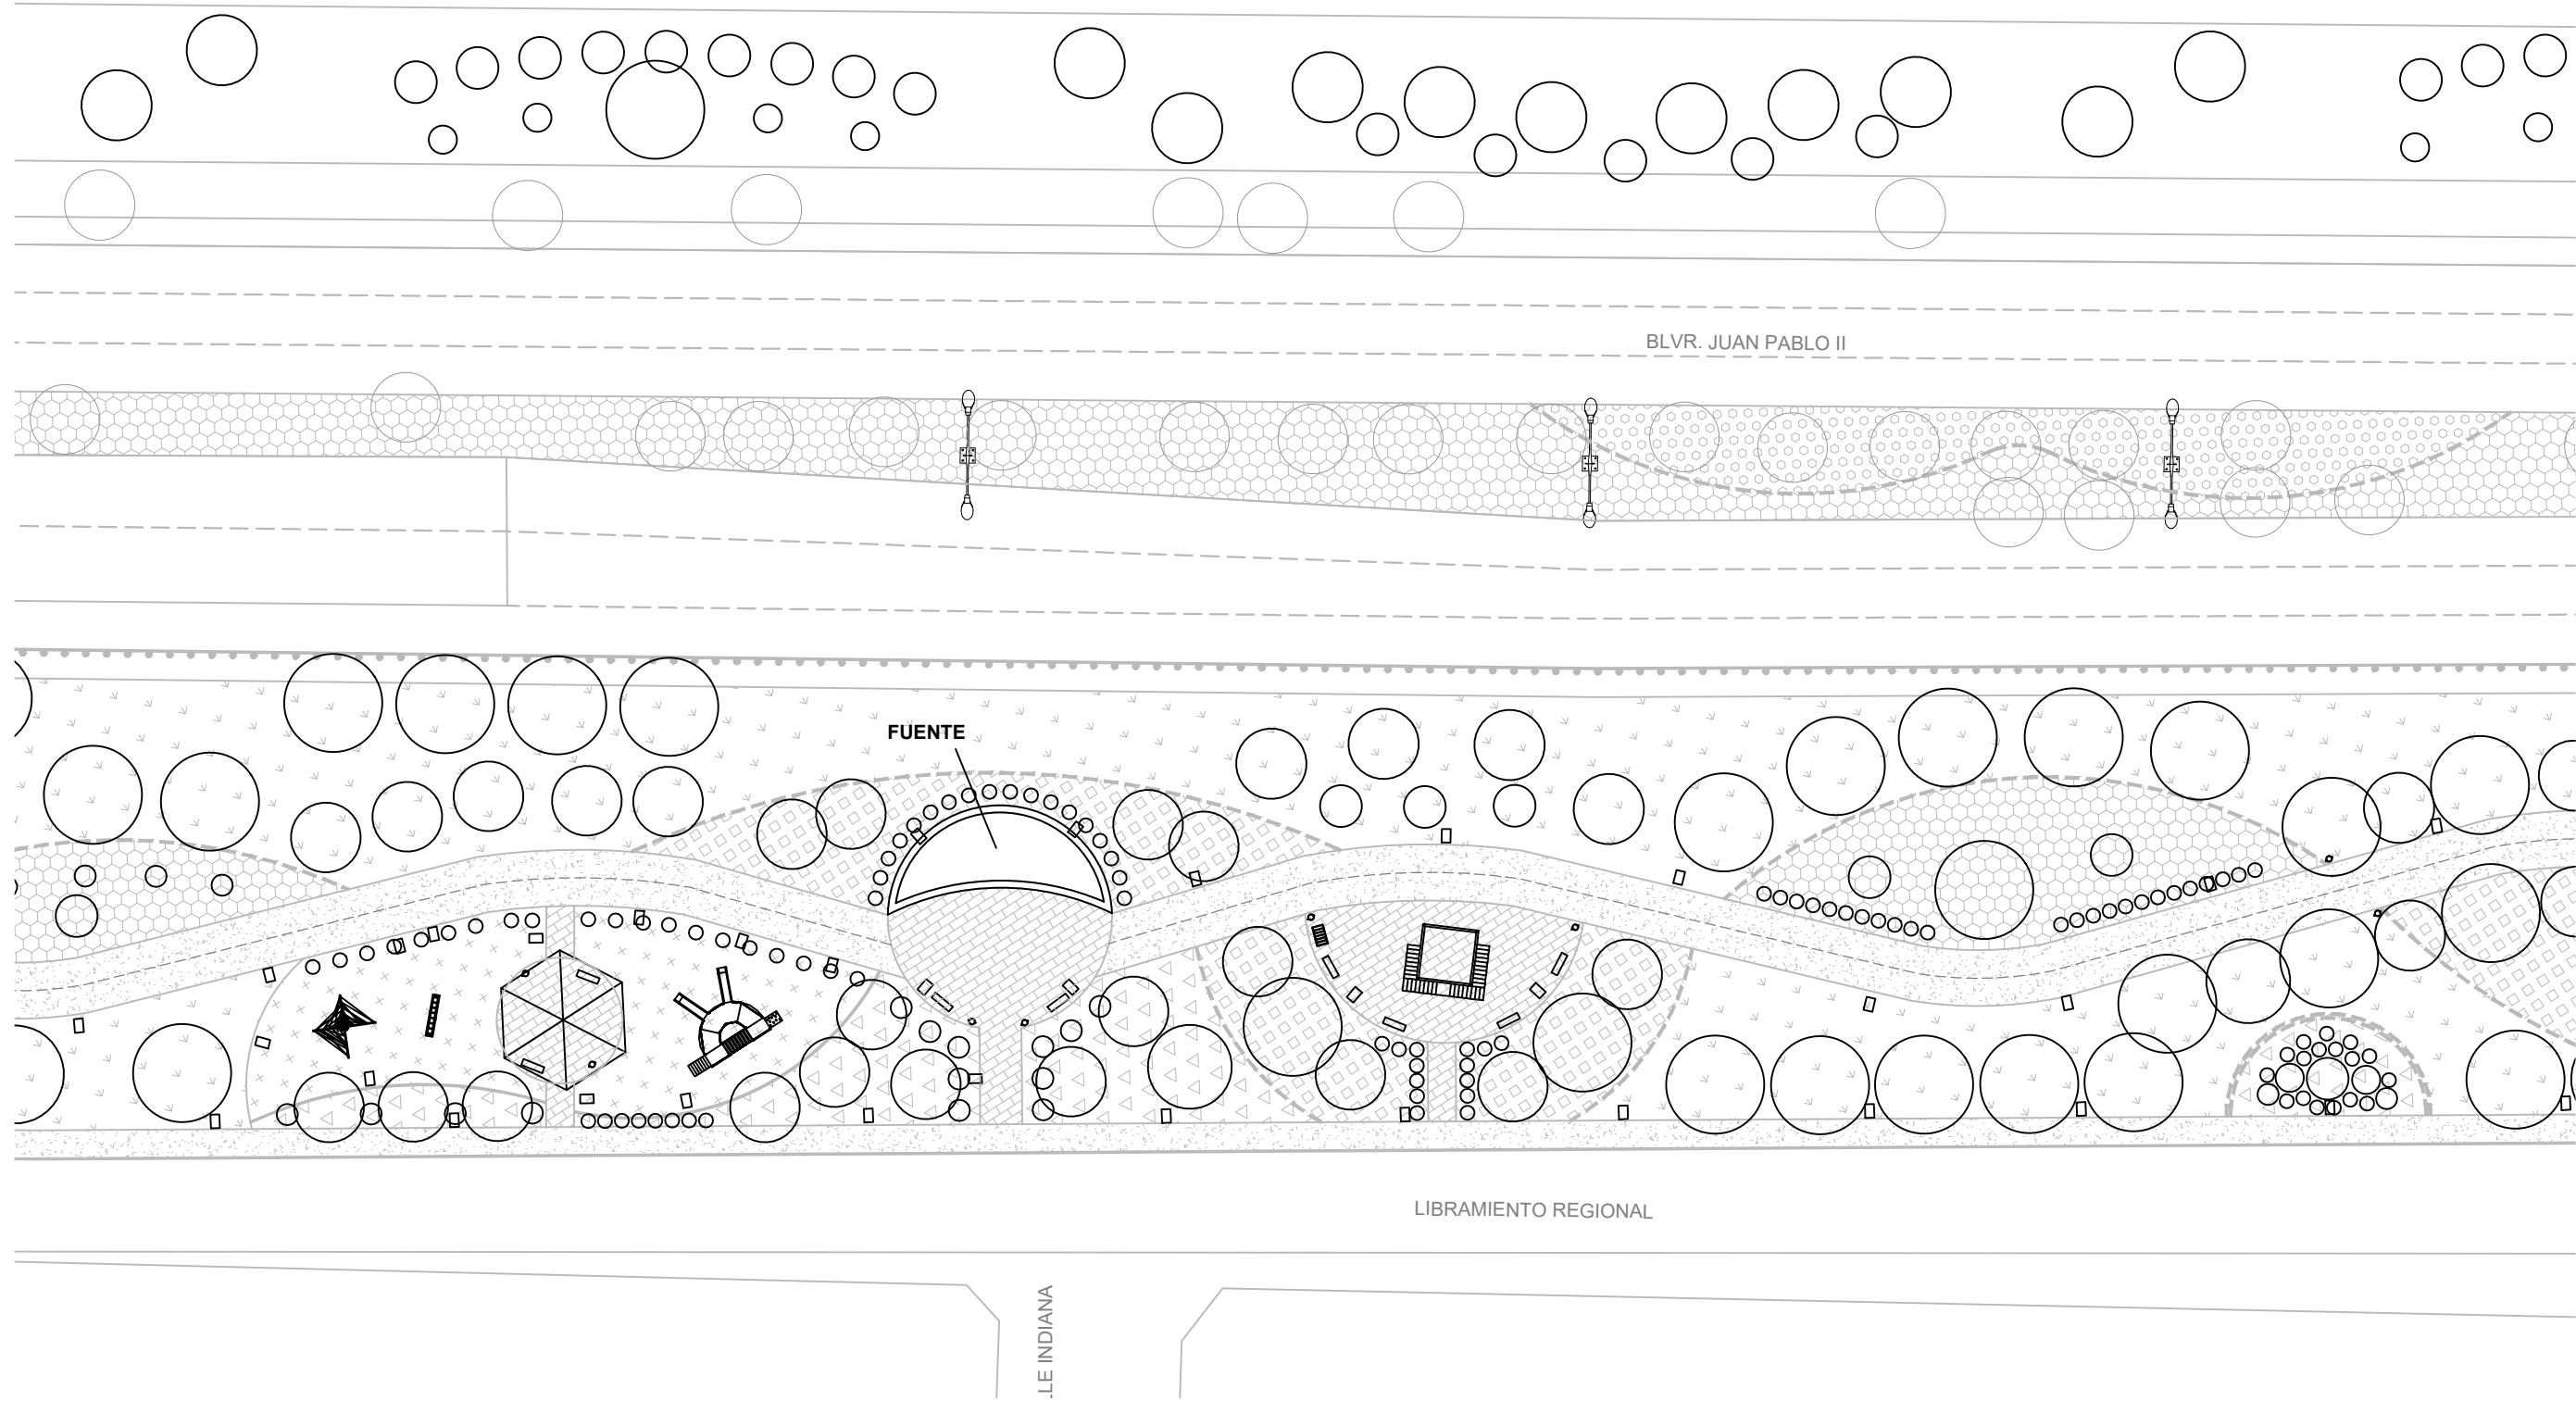 BLVR. JUAN PABLO II
FUENTE
LIBRAMIENTO REGIONAL
LE INDIANA